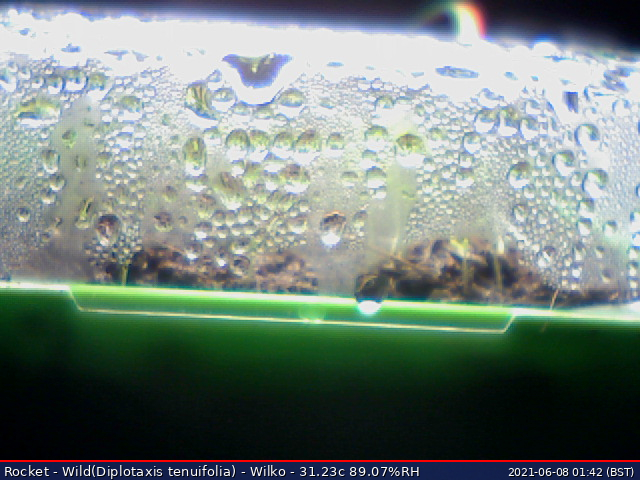 Rocket - Wild(Diplotaxis tenuifolia) - Wilko - 31.23c 89.07%RH
2021-06-08 01:42 (BST)